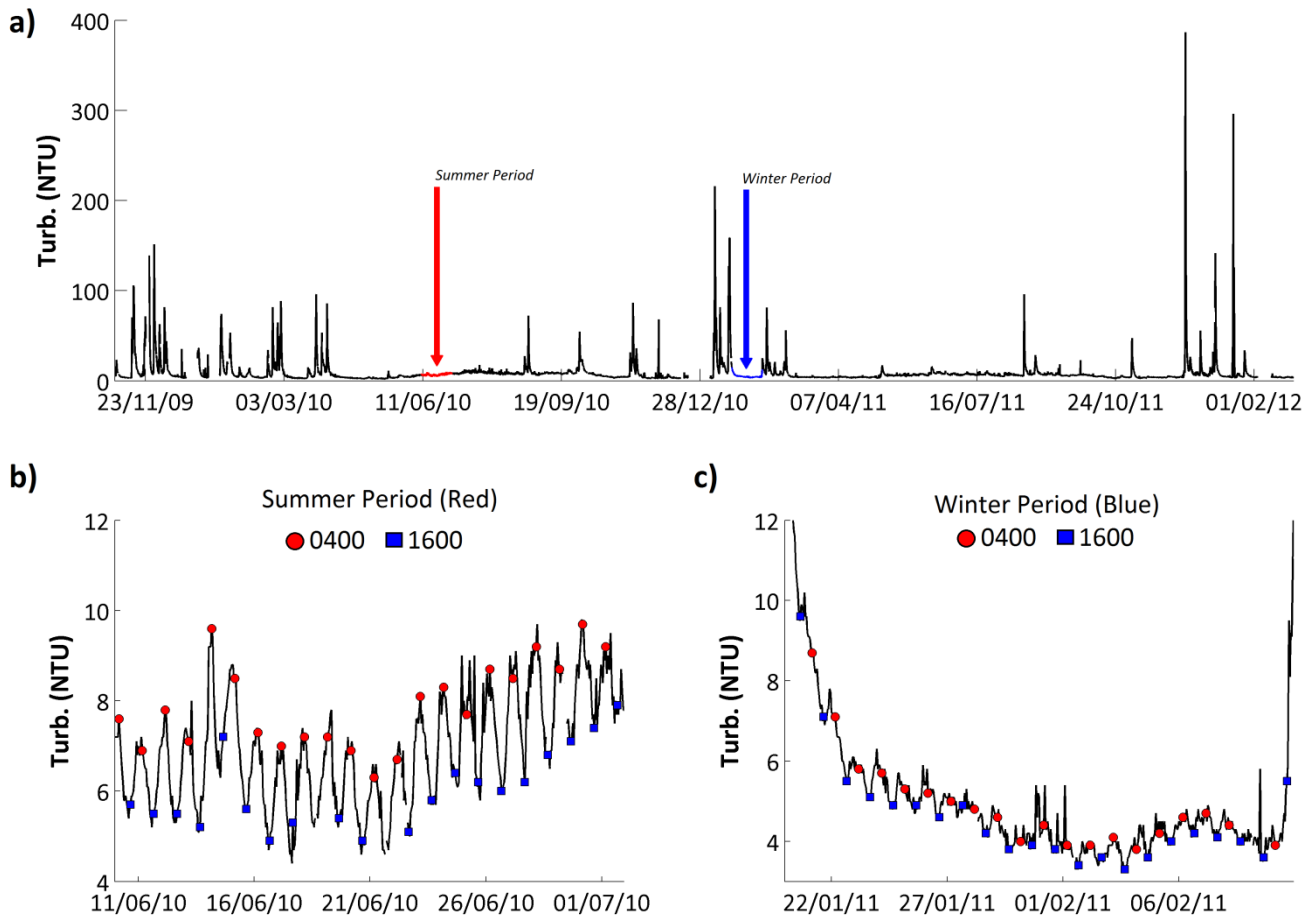 a)
Turb. (NTU)
400
300
200
100
0
Summer Period
Winter Period
23/11/09 03/03/10 11/06/10 19/09/10 28/12/10 07/04/11 16/07/11 24/10/11 01/02/12
b)
Summer Period (Red)
0400 1600
Turb. (NTU)
12
10
8
6
4
11/06/10 16/06/10 21/06/10 26/06/10 01/07/10
c)
Winter Period (Blue)
0400 1600
Turb. (NTU)
12
10
8
6
4
22/01/11 27/01/11 01/02/11 06/02/11